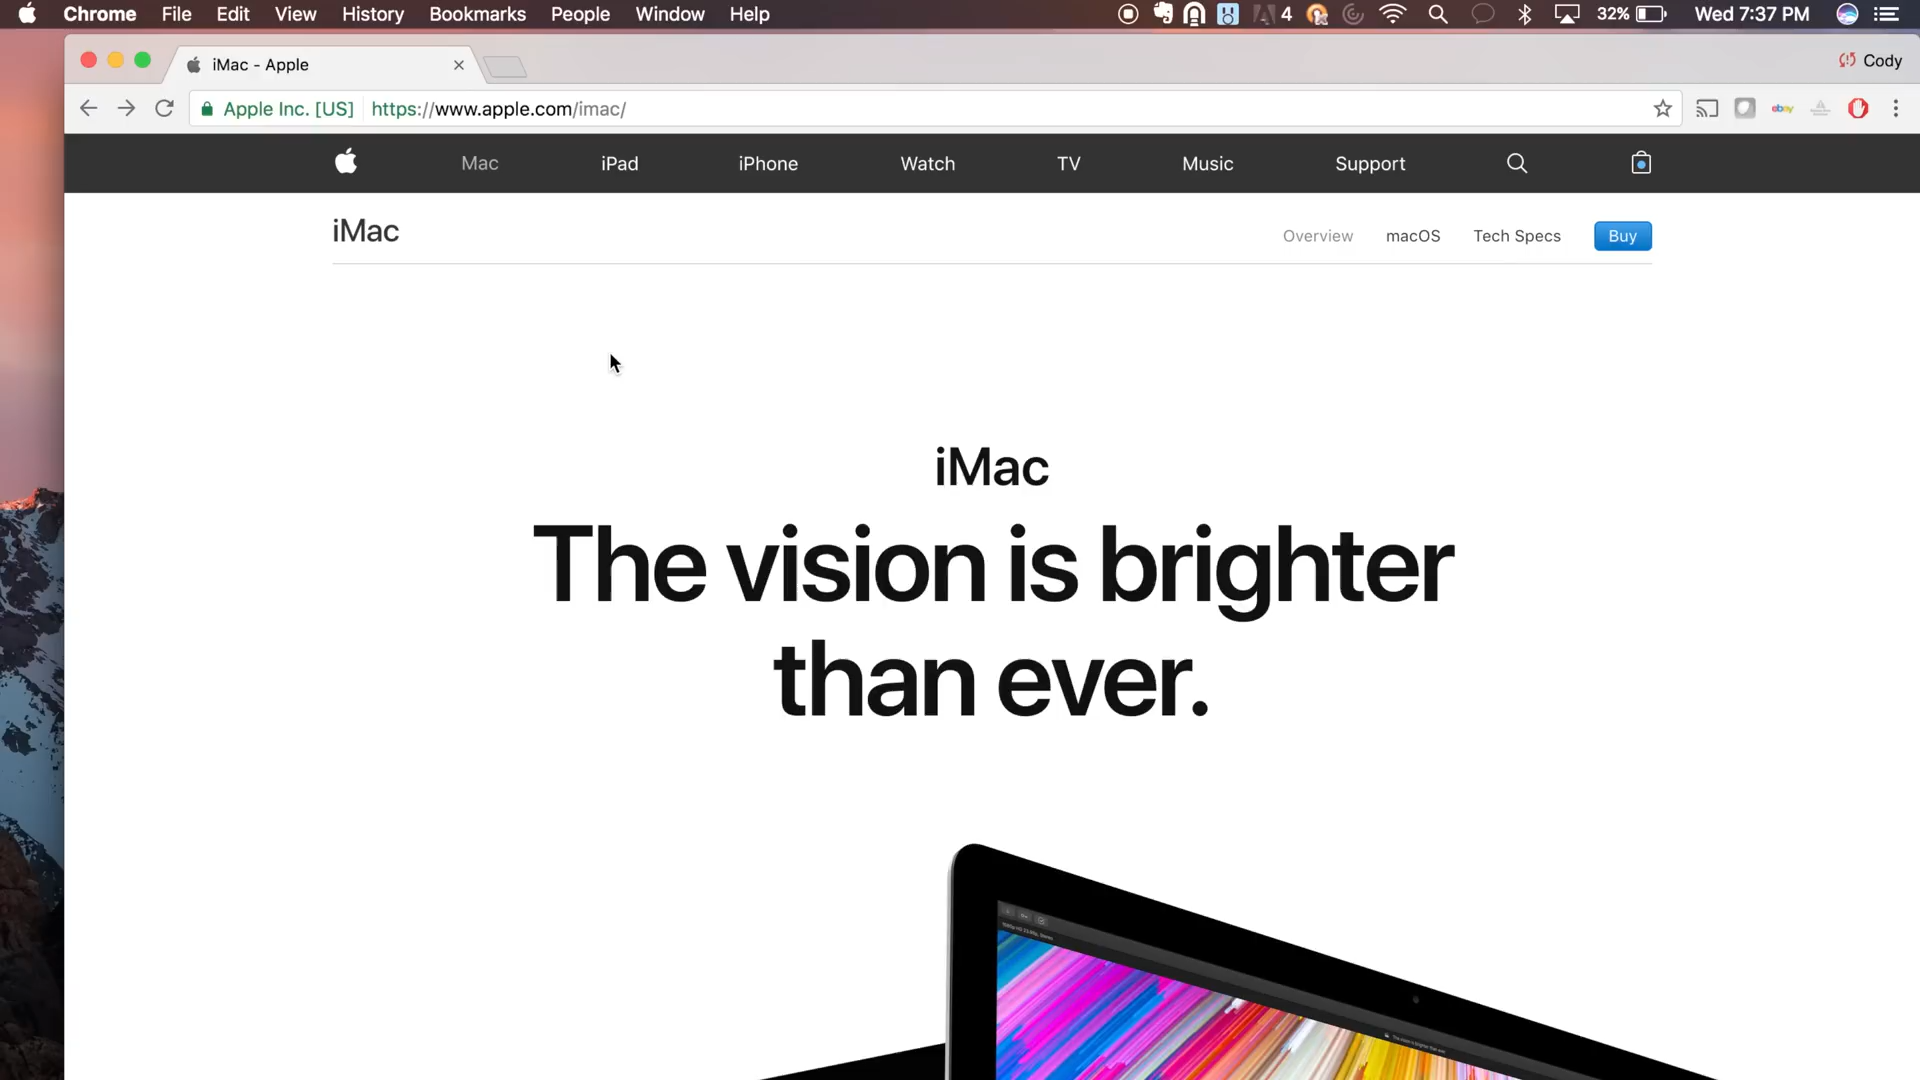 Chrome File Edit View History Bookmarks People Window Help 4 32% Wed 7:37 PM
iMac - Apple Cody
Apple Inc. [US] https://www.apple.com/imac/ ebay
Mac iPad iPhone Watch TV Music Support
iMac Overview macOS Tech Specs Buy
iMac
The vision is brighter
than ever.